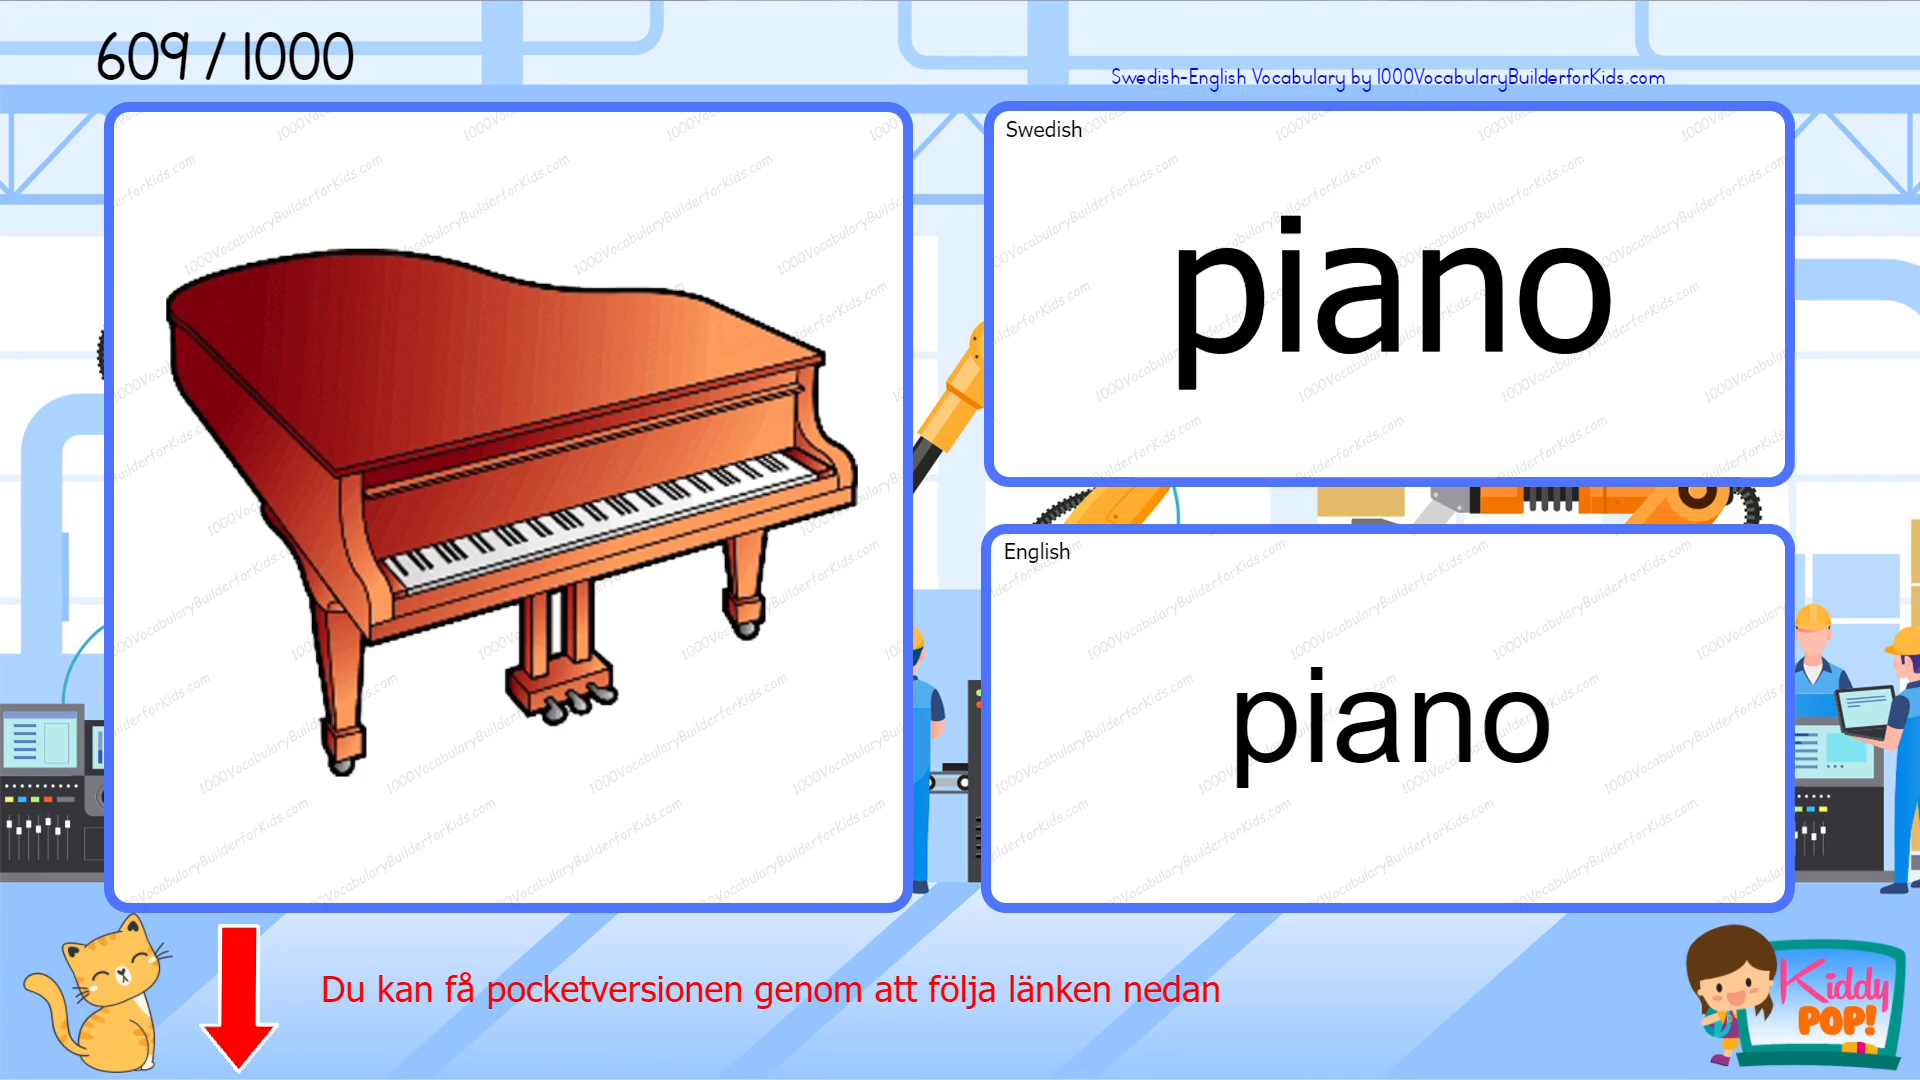 609 / 1000
Swedish-English Vocabulary by 1000VocabularyBuilderforKids.com
Swedish
piano
English
piano
Du kan få pocketversionen genom att följa länken nedan
Kiddy
POP!